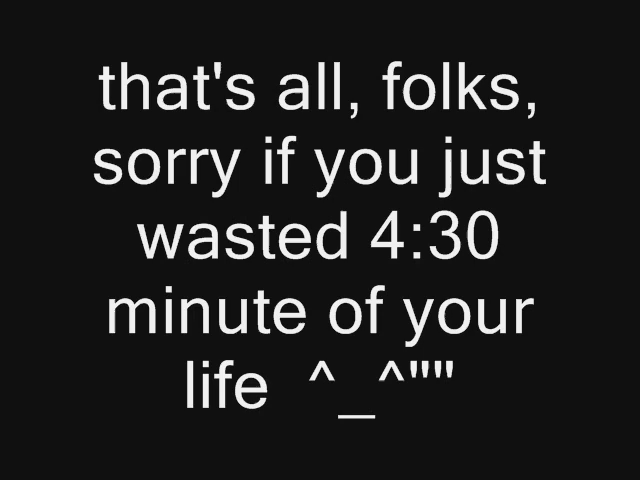 that's all, folks,
sorry if you just
wasted 4:30
minute of your
life  ^_^""